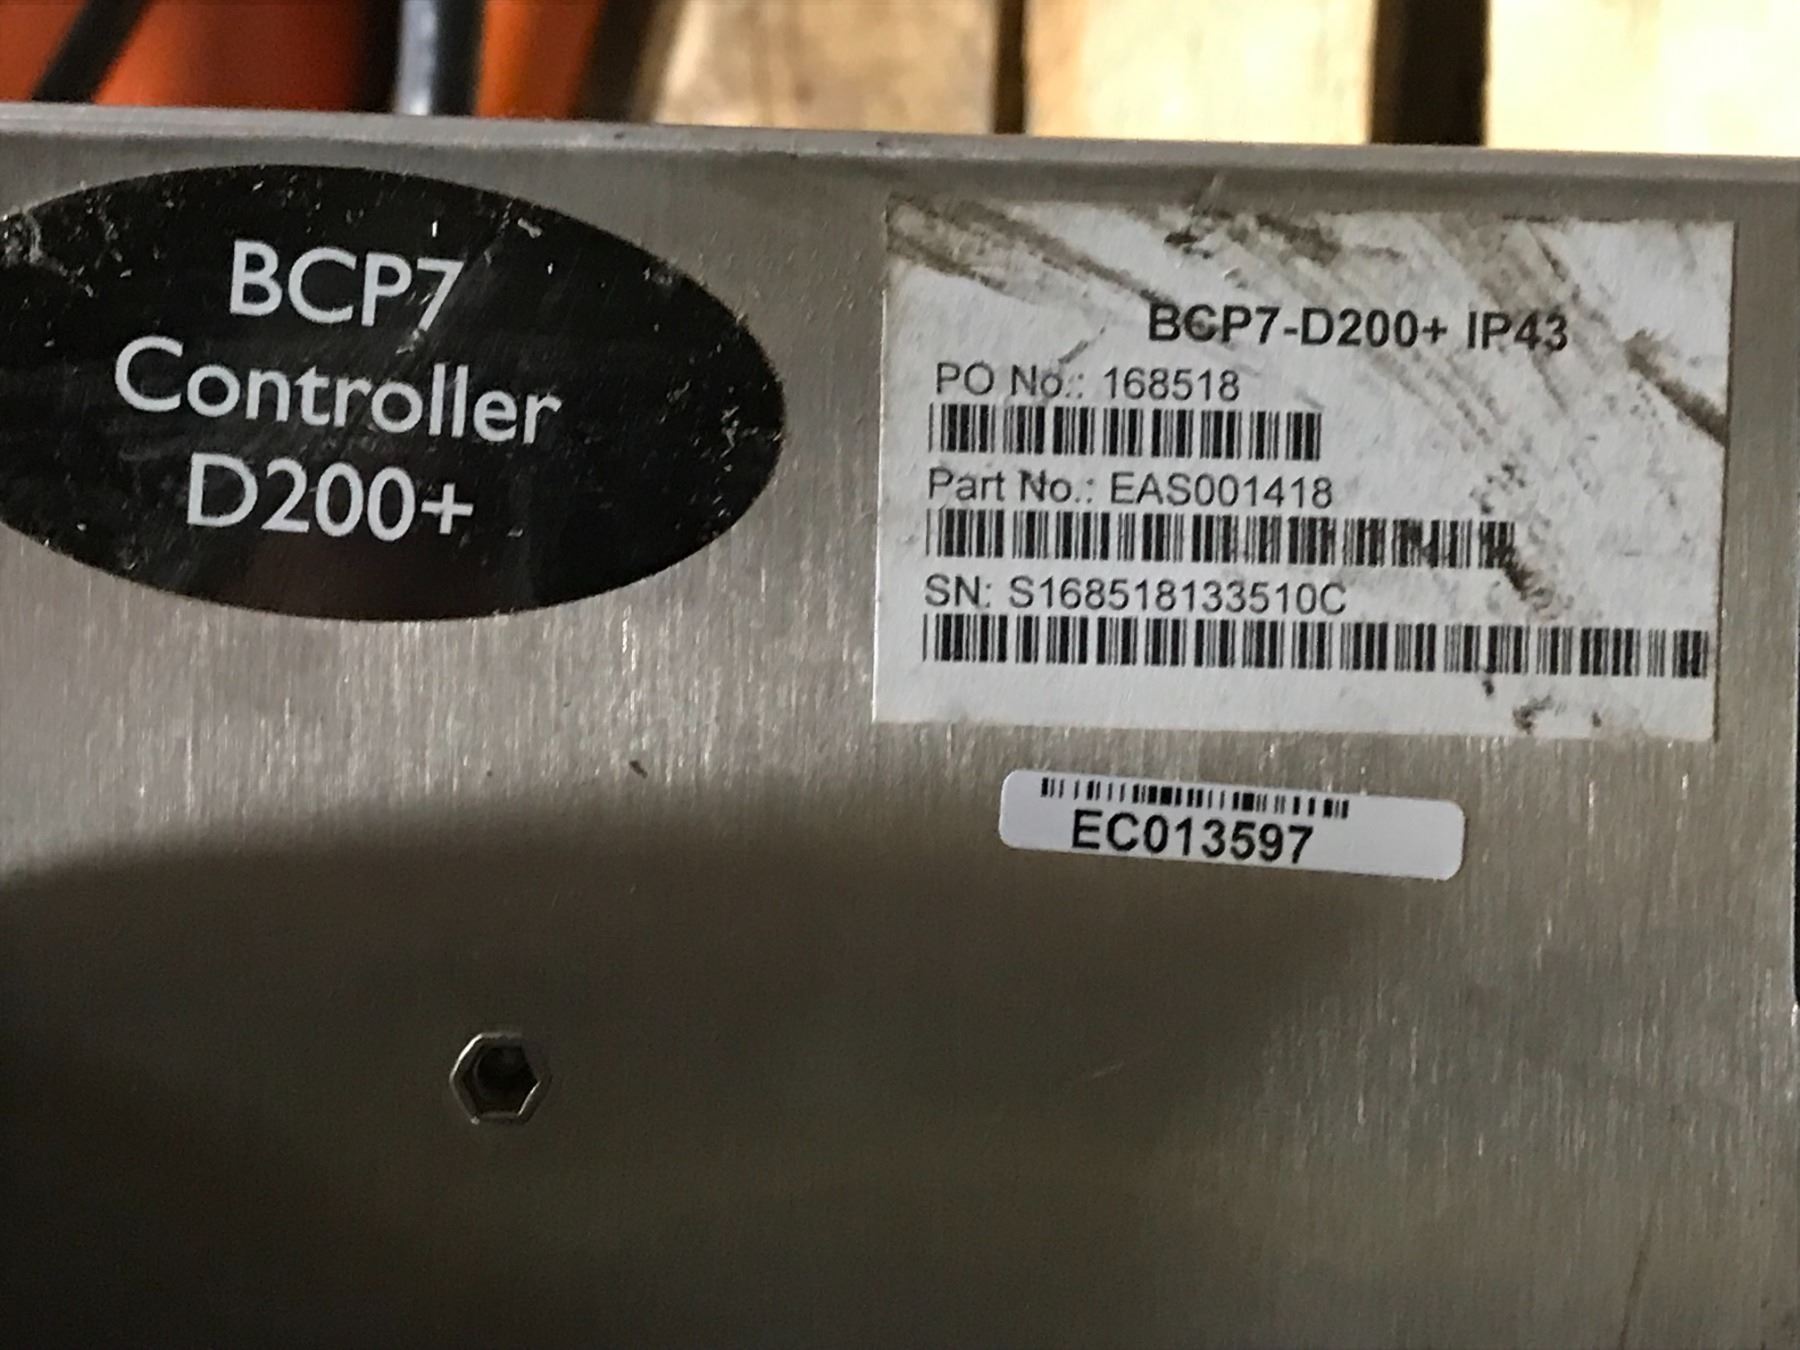 BCP7
Controller
D200+
BCP7-D200+ IP43
PO No.: 168518
Part No.: EAS001418
SN: S168518133510C
EC013597